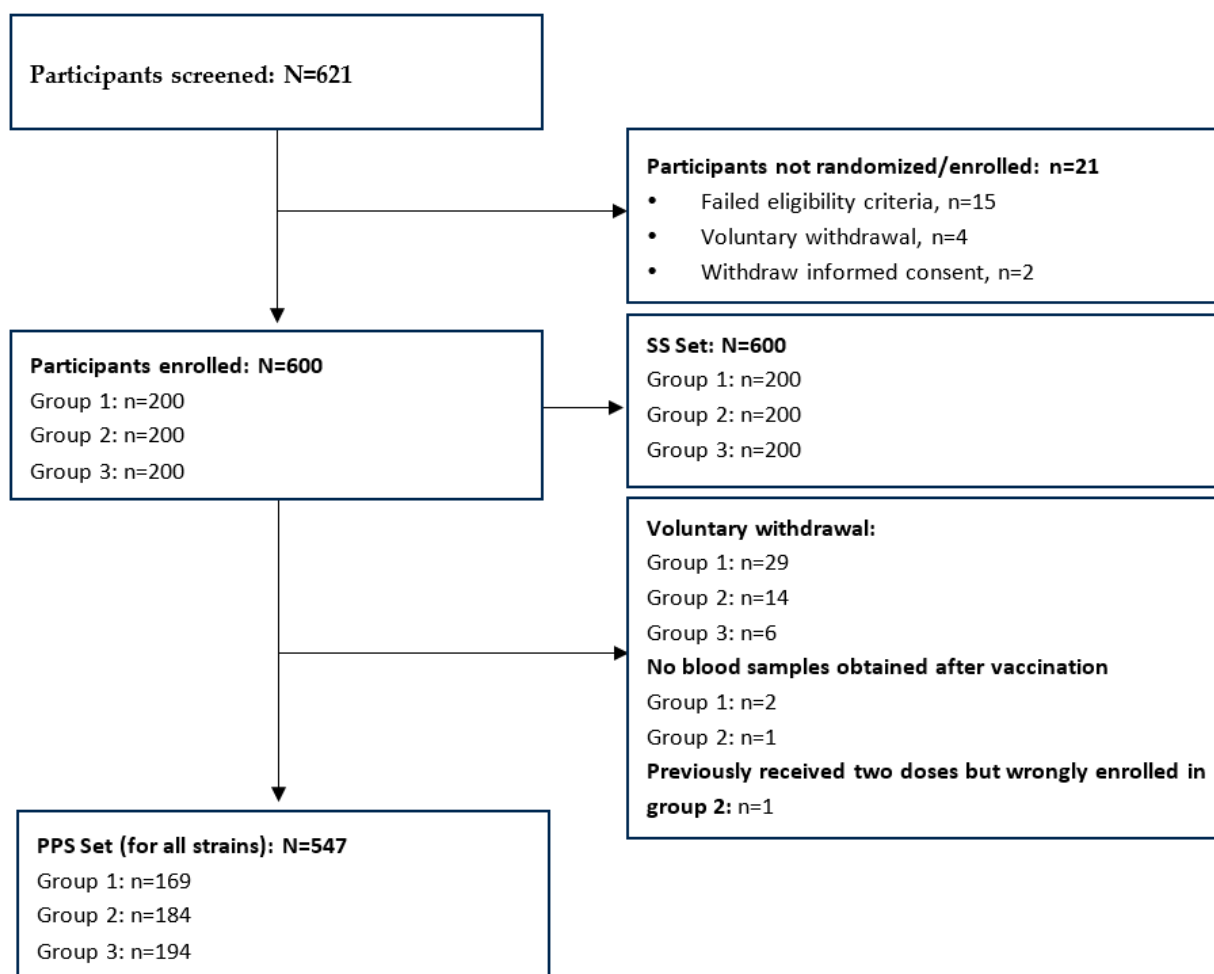 Participants screened: N=621
Participants not randomized/enrolled: n=21
• Failed eligibility criteria, n=15
• Voluntary withdrawal, n=4
• Withdraw informed consent, n=2
Participants enrolled: N=600
Group 1: n=200
Group 2: n=200
Group 3: n=200
SS Set: N=600
Group 1: n=200
Group 2: n=200
Group 3: n=200
Voluntary withdrawal:
Group 1: n=29
Group 2: n=14
Group 3: n=6
No blood samples obtained after vaccination
Group 1: n=2
Group 2: n=1
Previously received two doses but wrongly enrolled in
group 2: n=1
PPS Set (for all strains): N=547
Group 1: n=169
Group 2: n=184
Group 3: n=194